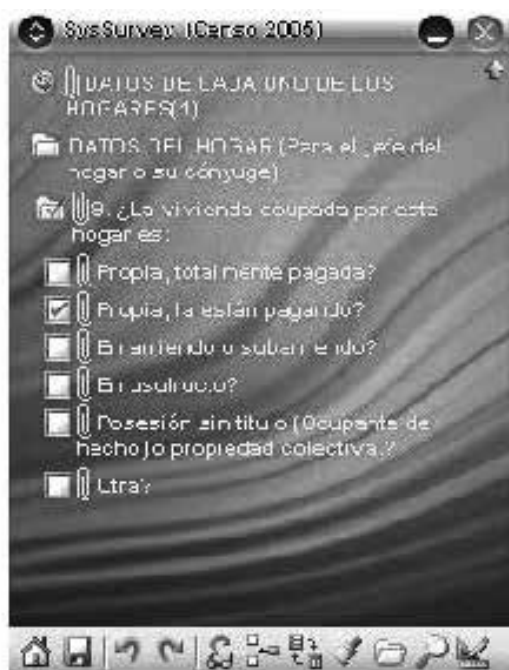 SysSurvey (Censo 2005)
DATOS DE CADA UNO DE LOS
HOGARES(1)
DATOS DEL HOGAR (Para el jefe del
hogar o su cónyuge)
9. ¿La vivienda ocupada por este
hogar es:
Propia, totalmente pagada?
Propia, la están pagando?
En arriendo o subarriendo?
En usufructo?
Posesión sin titulo (Ocupante de
hecho) o propiedad colectiva.?
Otra?